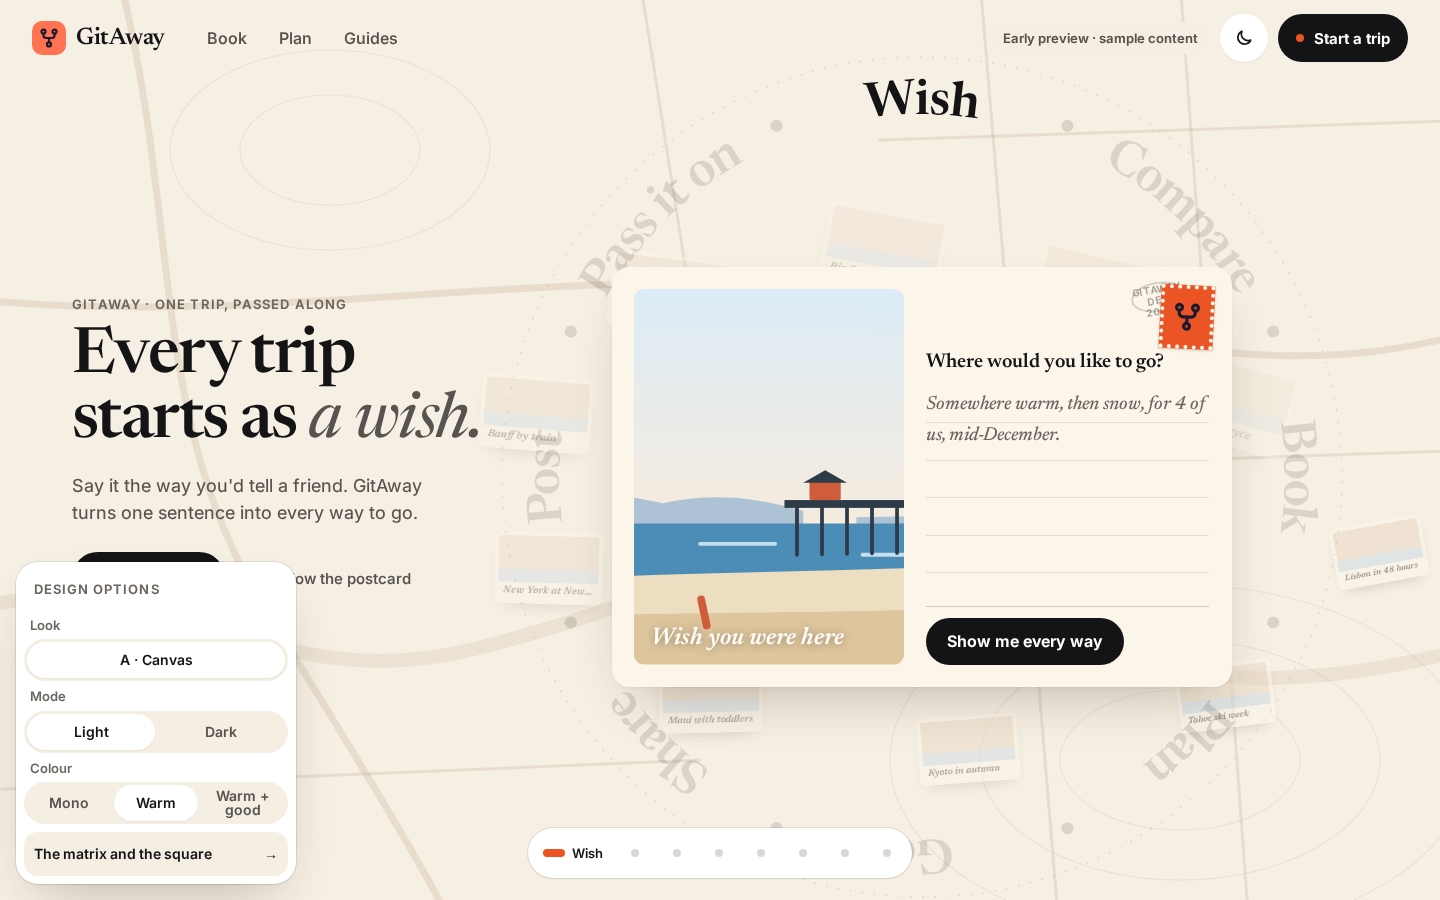 GitAway
Book
Plan
Guides
Early preview · sample content
Start a trip
Wish
Pass it on
Compare
GITAWAY · ONE TRIP, PASSED ALONG
Every trip
starts as a wish.
Say it the way you'd tell a friend. GitAway
turns one sentence into every way to go.
ow the postcard
Where would you like to go?
Somewhere warm, then snow, for 4 of
us, mid-December.
Show me every way
Wish you were here
Banff by train
Post
Book
New York at New...
Lisbon in 48 hours
Maui with toddlers
Tahoe ski week
Kyoto in autumn
Share
Plan
G
DESIGN OPTIONS
Look
A · Canvas
Mode
Light
Dark
Colour
Mono
Warm
Warm +
good
The matrix and the square →
Wish